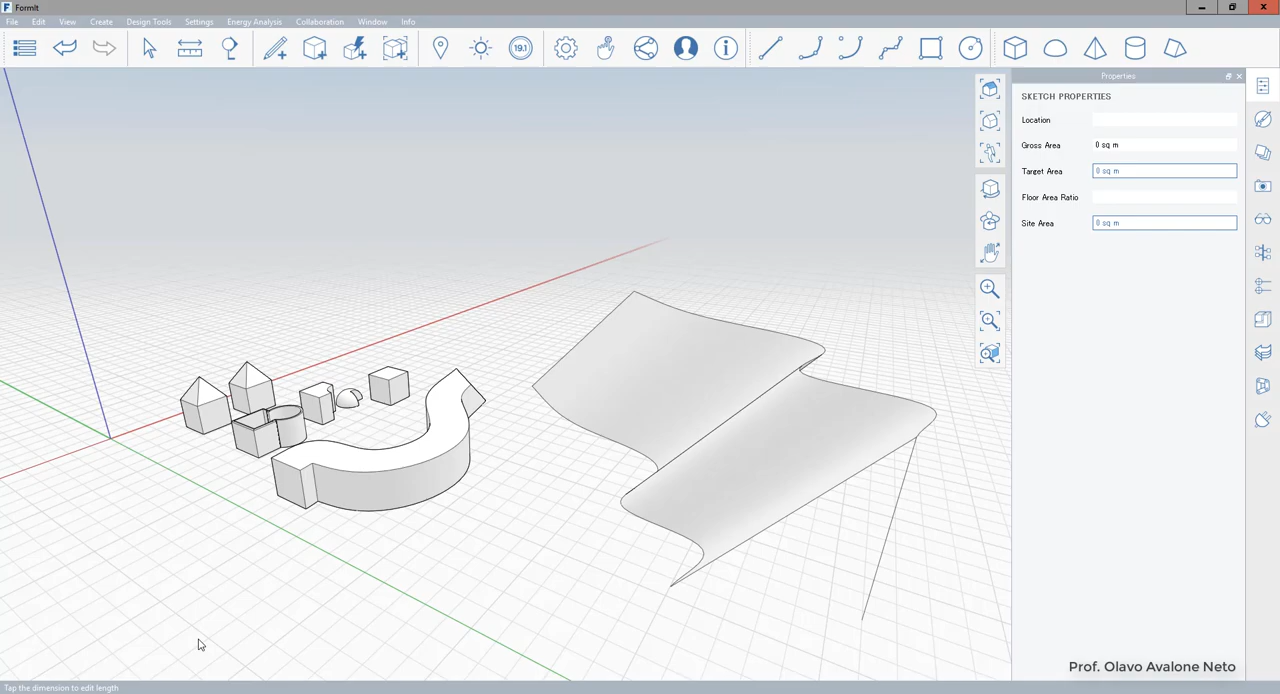 FormIt
File Edit View Create Design Tools Settings Energy Analysis Collaboration Window Info
19.1
Properties
SKETCH PROPERTIES
Location
Gross Area 0 sq m
Target Area 0 sq m
Floor Area Ratio
Site Area 0 sq m
Prof. Olavo Avalone Neto
Tap the dimension to edit length